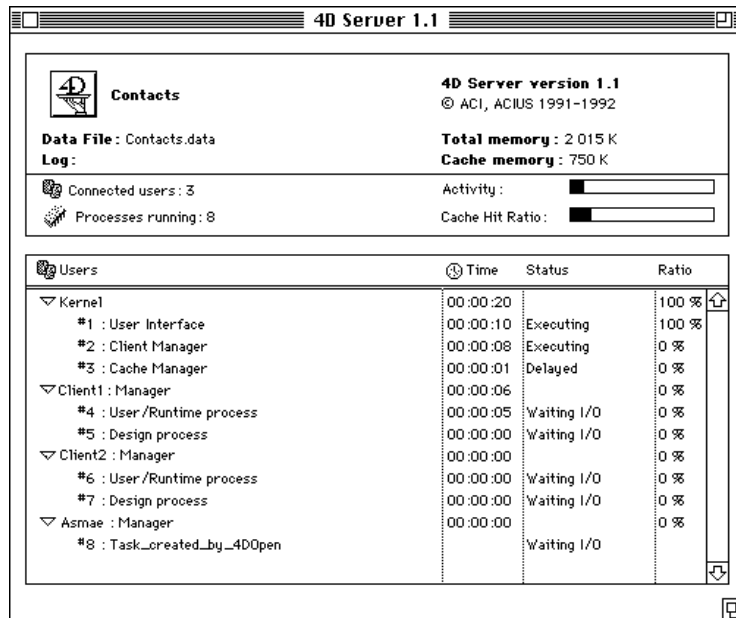 4D Server 1.1
4D
Contacts
4D Server version 1.1
© ACI, ACIUS 1991-1992
Data File : Contacts.data
Total memory : 2 015 K
Log :
Cache memory : 750 K
Connected users : 3
Activity :
Processes running : 8
Cache Hit Ratio :
Users Time Status Ratio
Kernel 00:00:20 100 %
#1 : User Interface 00:00:10 Executing 100 %
#2 : Client Manager 00:00:08 Executing 0 %
#3 : Cache Manager 00:00:01 Delayed 0 %
Client1 : Manager 00:00:06 0 %
#4 : User/Runtime process 00:00:05 Waiting I/O 0 %
#5 : Design process 00:00:00 Waiting I/O 0 %
Client2 : Manager 00:00:00 0 %
#6 : User/Runtime process 00:00:00 Waiting I/O 0 %
#7 : Design process 00:00:00 Waiting I/O 0 %
Asmae : Manager 00:00:00 0 %
#8 : Task_created_by_4DOpen Waiting I/O